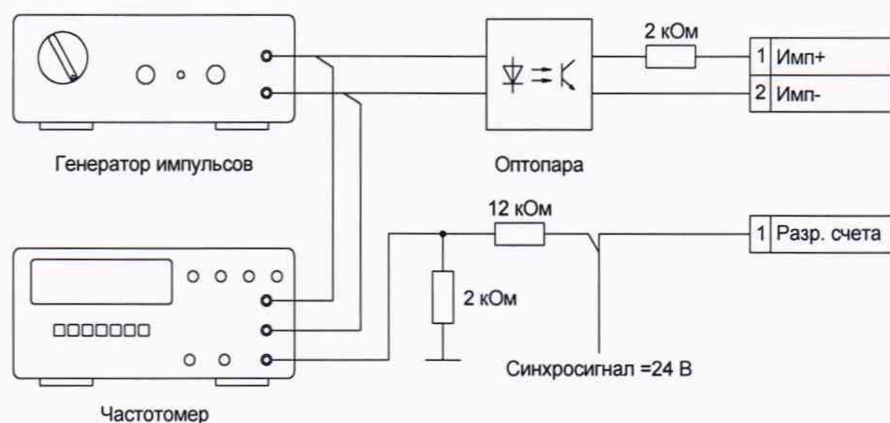 2 кОм
1 Имп+
2 Имп-
Генератор импульсов
Оптопара
12 кОм
1 Разр. счета
2 кОм
Синхросигнал =24 В
Частотомер